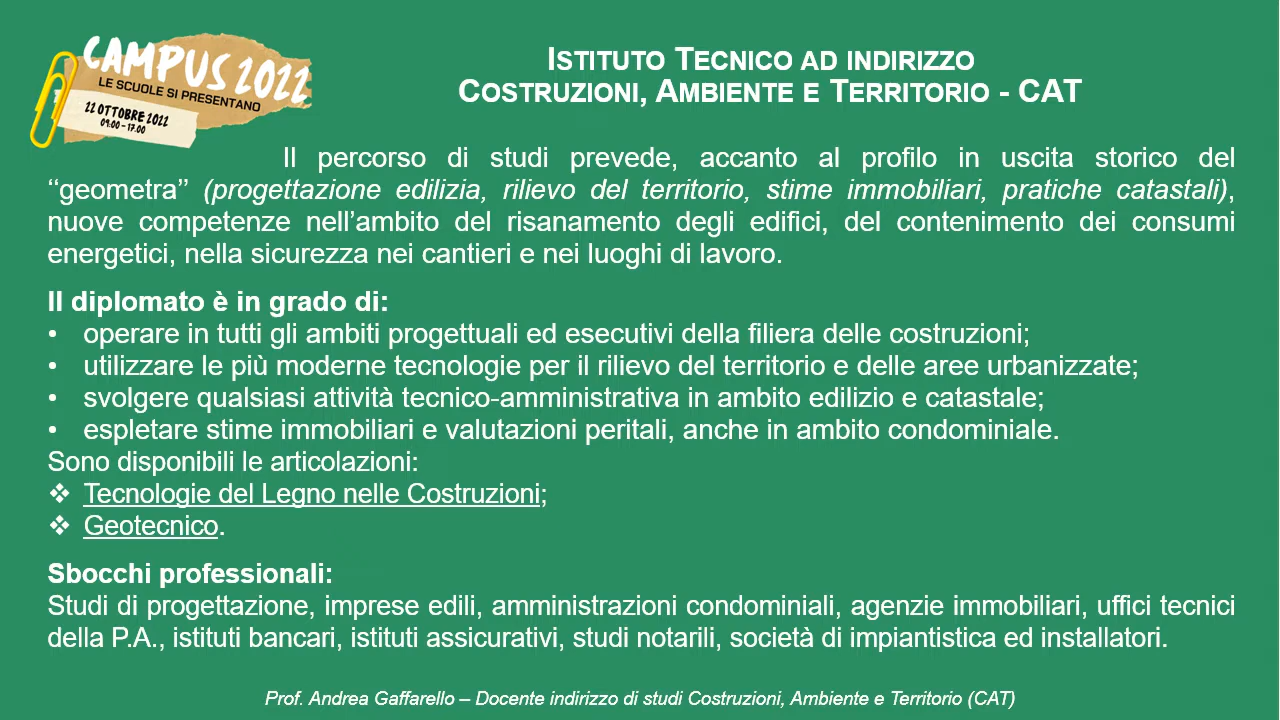 CAMPUS 2022
LE SCUOLE SI PRESENTANO
22 OTTOBRE 2022
09.00 - 17.00
ISTITUTO TECNICO AD INDIRIZZO
COSTRUZIONI, AMBIENTE E TERRITORIO - CAT
Il percorso di studi prevede, accanto al profilo in uscita storico del
‘‘geometra’’ (progettazione edilizia, rilievo del territorio, stime immobiliari, pratiche catastali),
nuove competenze nell’ambito del risanamento degli edifici, del contenimento dei consumi
energetici, nella sicurezza nei cantieri e nei luoghi di lavoro.
Il diplomato è in grado di:
• operare in tutti gli ambiti progettuali ed esecutivi della filiera delle costruzioni;
• utilizzare le più moderne tecnologie per il rilievo del territorio e delle aree urbanizzate;
• svolgere qualsiasi attività tecnico-amministrativa in ambito edilizio e catastale;
• espletare stime immobiliari e valutazioni peritali, anche in ambito condominiale.
Sono disponibili le articolazioni:
❖ Tecnologie del Legno nelle Costruzioni;
❖ Geotecnico.
Sbocchi professionali:
Studi di progettazione, imprese edili, amministrazioni condominiali, agenzie immobiliari, uffici tecnici
della P.A., istituti bancari, istituti assicurativi, studi notarili, società di impiantistica ed installatori.
Prof. Andrea Gaffarello – Docente indirizzo di studi Costruzioni, Ambiente e Territorio (CAT)